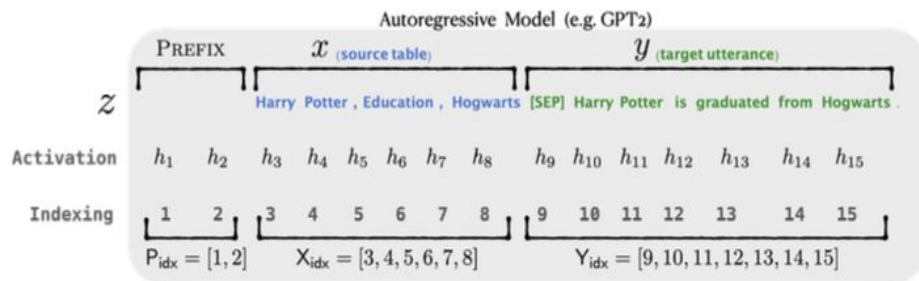 Autoregressive Model (e.g. GPT2)
PREFIX x (source table) y (target utterance)
z Harry Potter , Education , Hogwarts [SEP] Harry Potter is graduated from Hogwarts .
Activation h₁ h₂ h₃ h₄ h₅ h₆ h₇ h₈ h₉ h₁₀ h₁₁ h₁₂ h₁₃ h₁₄ h₁₅
Indexing 1 2 3 4 5 6 7 8 9 10 11 12 13 14 15
P_idx = [1, 2] X_idx = [3, 4, 5, 6, 7, 8] Y_idx = [9, 10, 11, 12, 13, 14, 15]